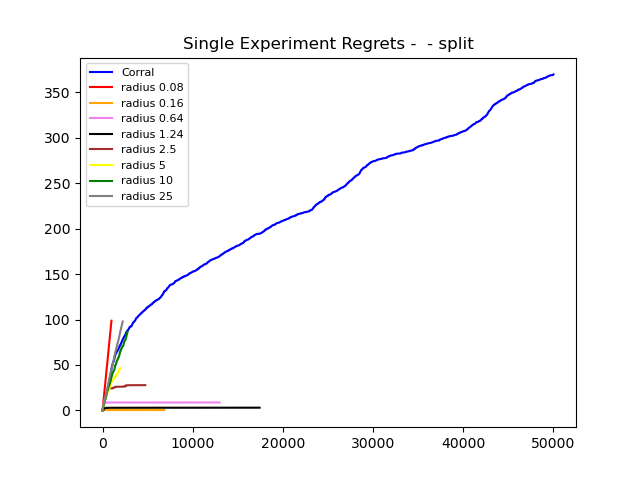 Single Experiment Regrets -  - split
Corral
radius 0.08
radius 0.16
radius 0.64
radius 1.24
radius 2.5
radius 5
radius 10
radius 25
350
300
250
200
150
100
50
0
0 10000 20000 30000 40000 50000